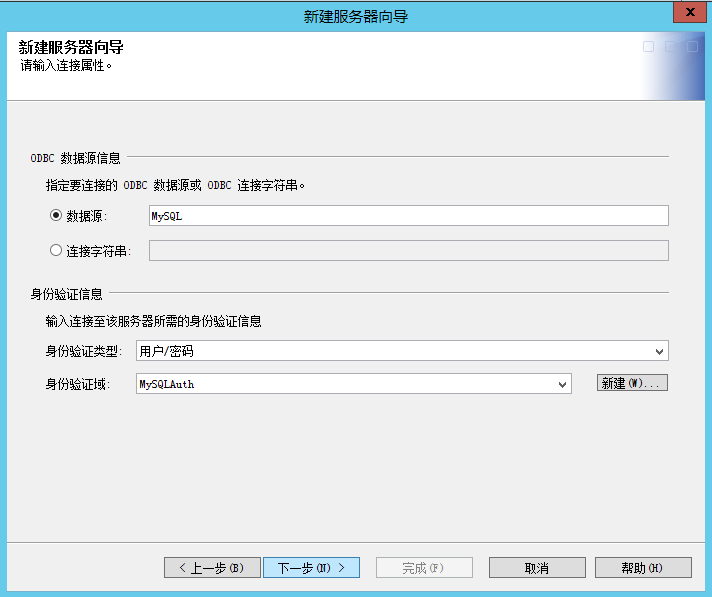 新建服务器向导
x
新建服务器向导
请输入连接属性。
ODBC 数据源信息
指定要连接的 ODBC 数据源或 ODBC 连接字符串。
数据源: MySQL
连接字符串:
身份验证信息
输入连接至该服务器所需的身份验证信息
身份验证类型: 用户/密码
身份验证域: MySQLAuth 新建(W)...
< 上一步(B) 下一步(N) > 完成(F) 取消 帮助(H)